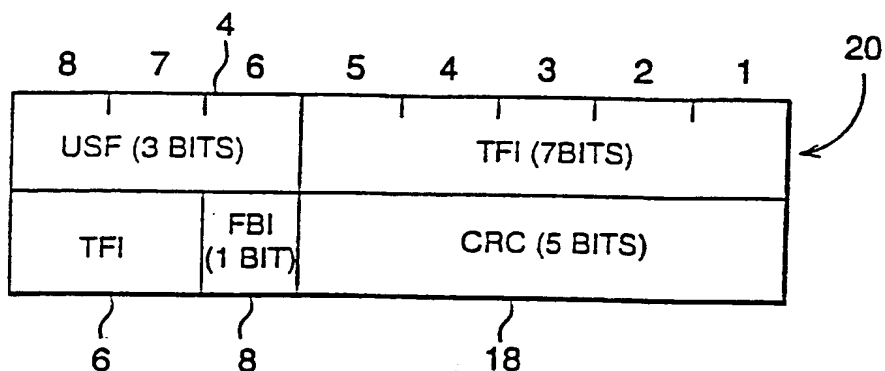 4
8 7 6 5 4 3 2 1
20
USF (3 BITS) TFI (7BITS)
TFI FBI (1 BIT) CRC (5 BITS)
6 8 18